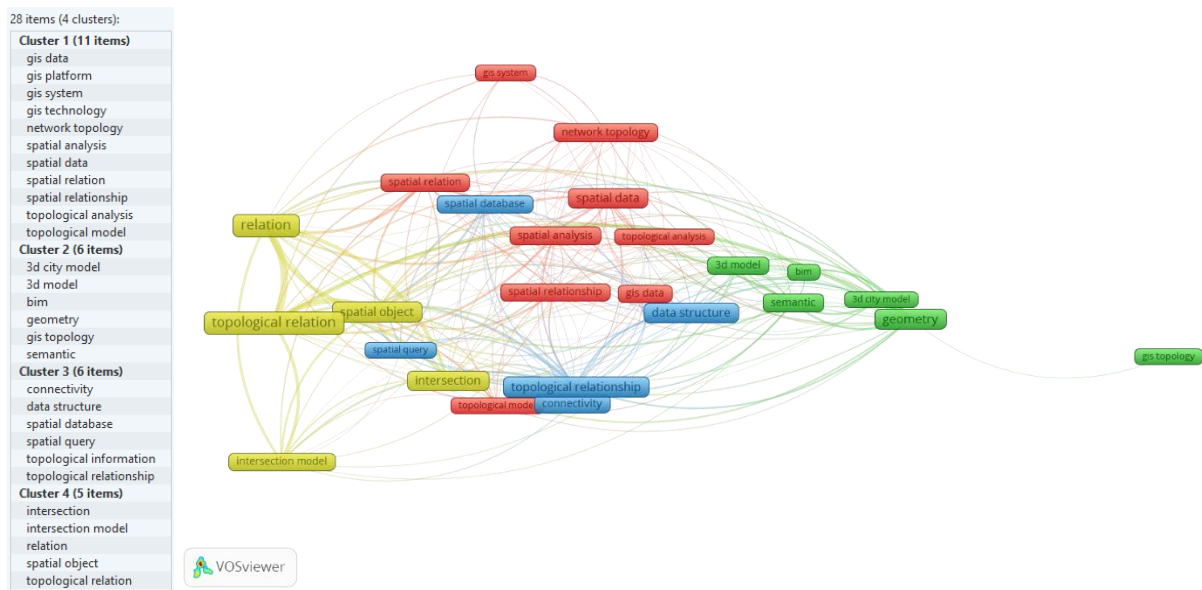 28 items (4 clusters):
Cluster 1 (11 items)
gis data
gis platform
gis system
gis technology
network topology
spatial analysis
spatial data
spatial relation
spatial relationship
topological analysis
topological model
Cluster 2 (6 items)
3d city model
3d model
bim
geometry
gis topology
semantic
Cluster 3 (6 items)
connectivity
data structure
spatial database
spatial query
topological information
topological relationship
Cluster 4 (5 items)
intersection
intersection model
relation
spatial object
topological relation
gis system
network topology
spatial relation
spatial data
spatial database
relation
spatial analysis
topological analysis
3d model
bim
spatial relationship
gis data
3d city model
semantic
spatial object
data structure
geometry
topological relation
spatial query
gis topology
intersection
topological relationship
topological model
connectivity
intersection model
VOSviewer